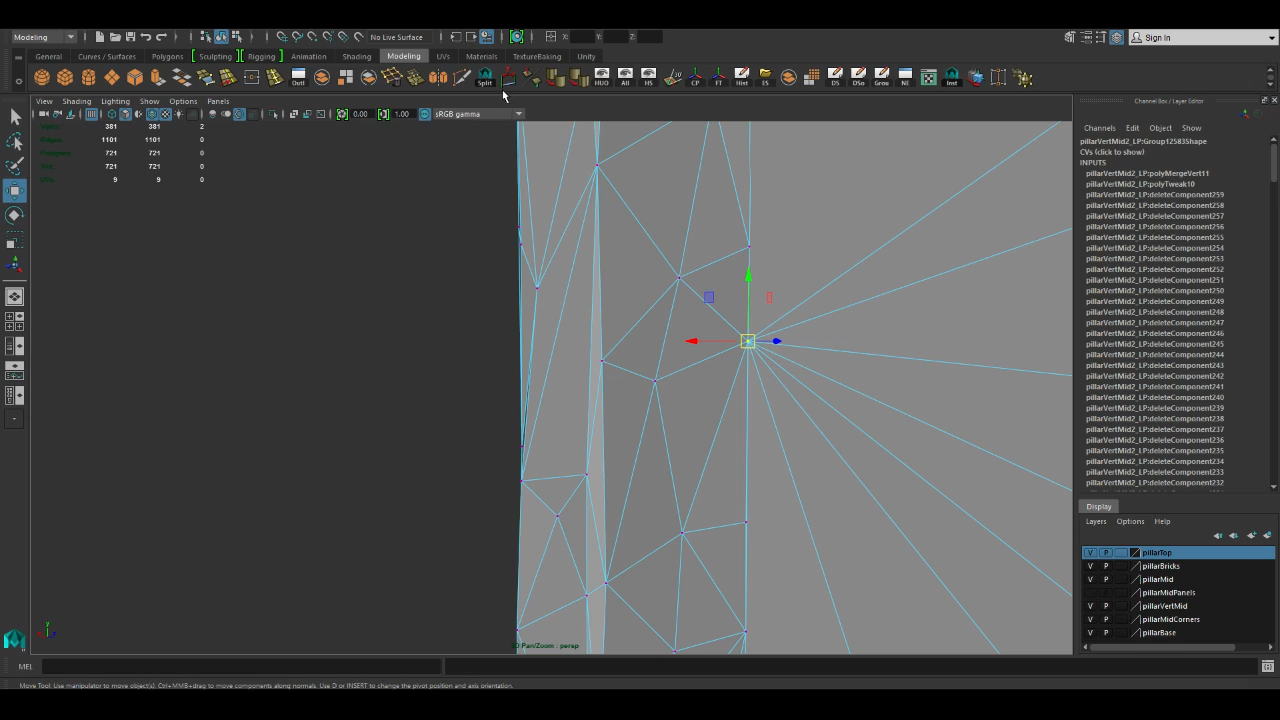 Modeling No Live Surface X: Y: Z: Sign In
General Curves / Surfaces Polygons Sculpting Rigging Animation Shading Modeling UVs Materials TextureBaking Unity
Out Split HUO All HS CP FT Hist ES DS DSo Grou NE Inst
View Shading Lighting Show Options Panels
0.00 1.00 sRGB gamma
381 381 2
1101 1101 0
721 721 0
721 721 0
UVs: 9 9 0
2D Pan/Zoom : persp
Channel Box / Layer Editor
Channels Edit Object Show
pillarVertMid2_LP:Group125835Shape
CVs (click to show)
INPUTS
pillarVertMid2_LP:polyMergeVert11
pillarVertMid2_LP:polyTweak10
pillarVertMid2_LP:deleteComponent259
pillarVertMid2_LP:deleteComponent258
pillarVertMid2_LP:deleteComponent257
pillarVertMid2_LP:deleteComponent256
pillarVertMid2_LP:deleteComponent255
pillarVertMid2_LP:deleteComponent254
pillarVertMid2_LP:deleteComponent253
pillarVertMid2_LP:deleteComponent252
pillarVertMid2_LP:deleteComponent251
pillarVertMid2_LP:deleteComponent250
pillarVertMid2_LP:deleteComponent249
pillarVertMid2_LP:deleteComponent248
pillarVertMid2_LP:deleteComponent247
pillarVertMid2_LP:deleteComponent246
pillarVertMid2_LP:deleteComponent245
pillarVertMid2_LP:deleteComponent244
pillarVertMid2_LP:deleteComponent243
pillarVertMid2_LP:deleteComponent242
pillarVertMid2_LP:deleteComponent241
pillarVertMid2_LP:deleteComponent240
pillarVertMid2_LP:deleteComponent239
pillarVertMid2_LP:deleteComponent238
pillarVertMid2_LP:deleteComponent237
pillarVertMid2_LP:deleteComponent236
pillarVertMid2_LP:deleteComponent235
pillarVertMid2_LP:deleteComponent234
pillarVertMid2_LP:deleteComponent233
pillarVertMid2_LP:deleteComponent232
Display
Layers Options Help
V P pillarTop
V P pillarBricks
V P pillarMid
pillarMidPanels
V P pillarVertMid
V P pillarMidCorners
V P pillarBase
MEL
Move Tool: Use manipulator to move object(s). Ctrl+MMB+drag to move components along normals. Use D or INSERT to change the pivot position and axis orientation.